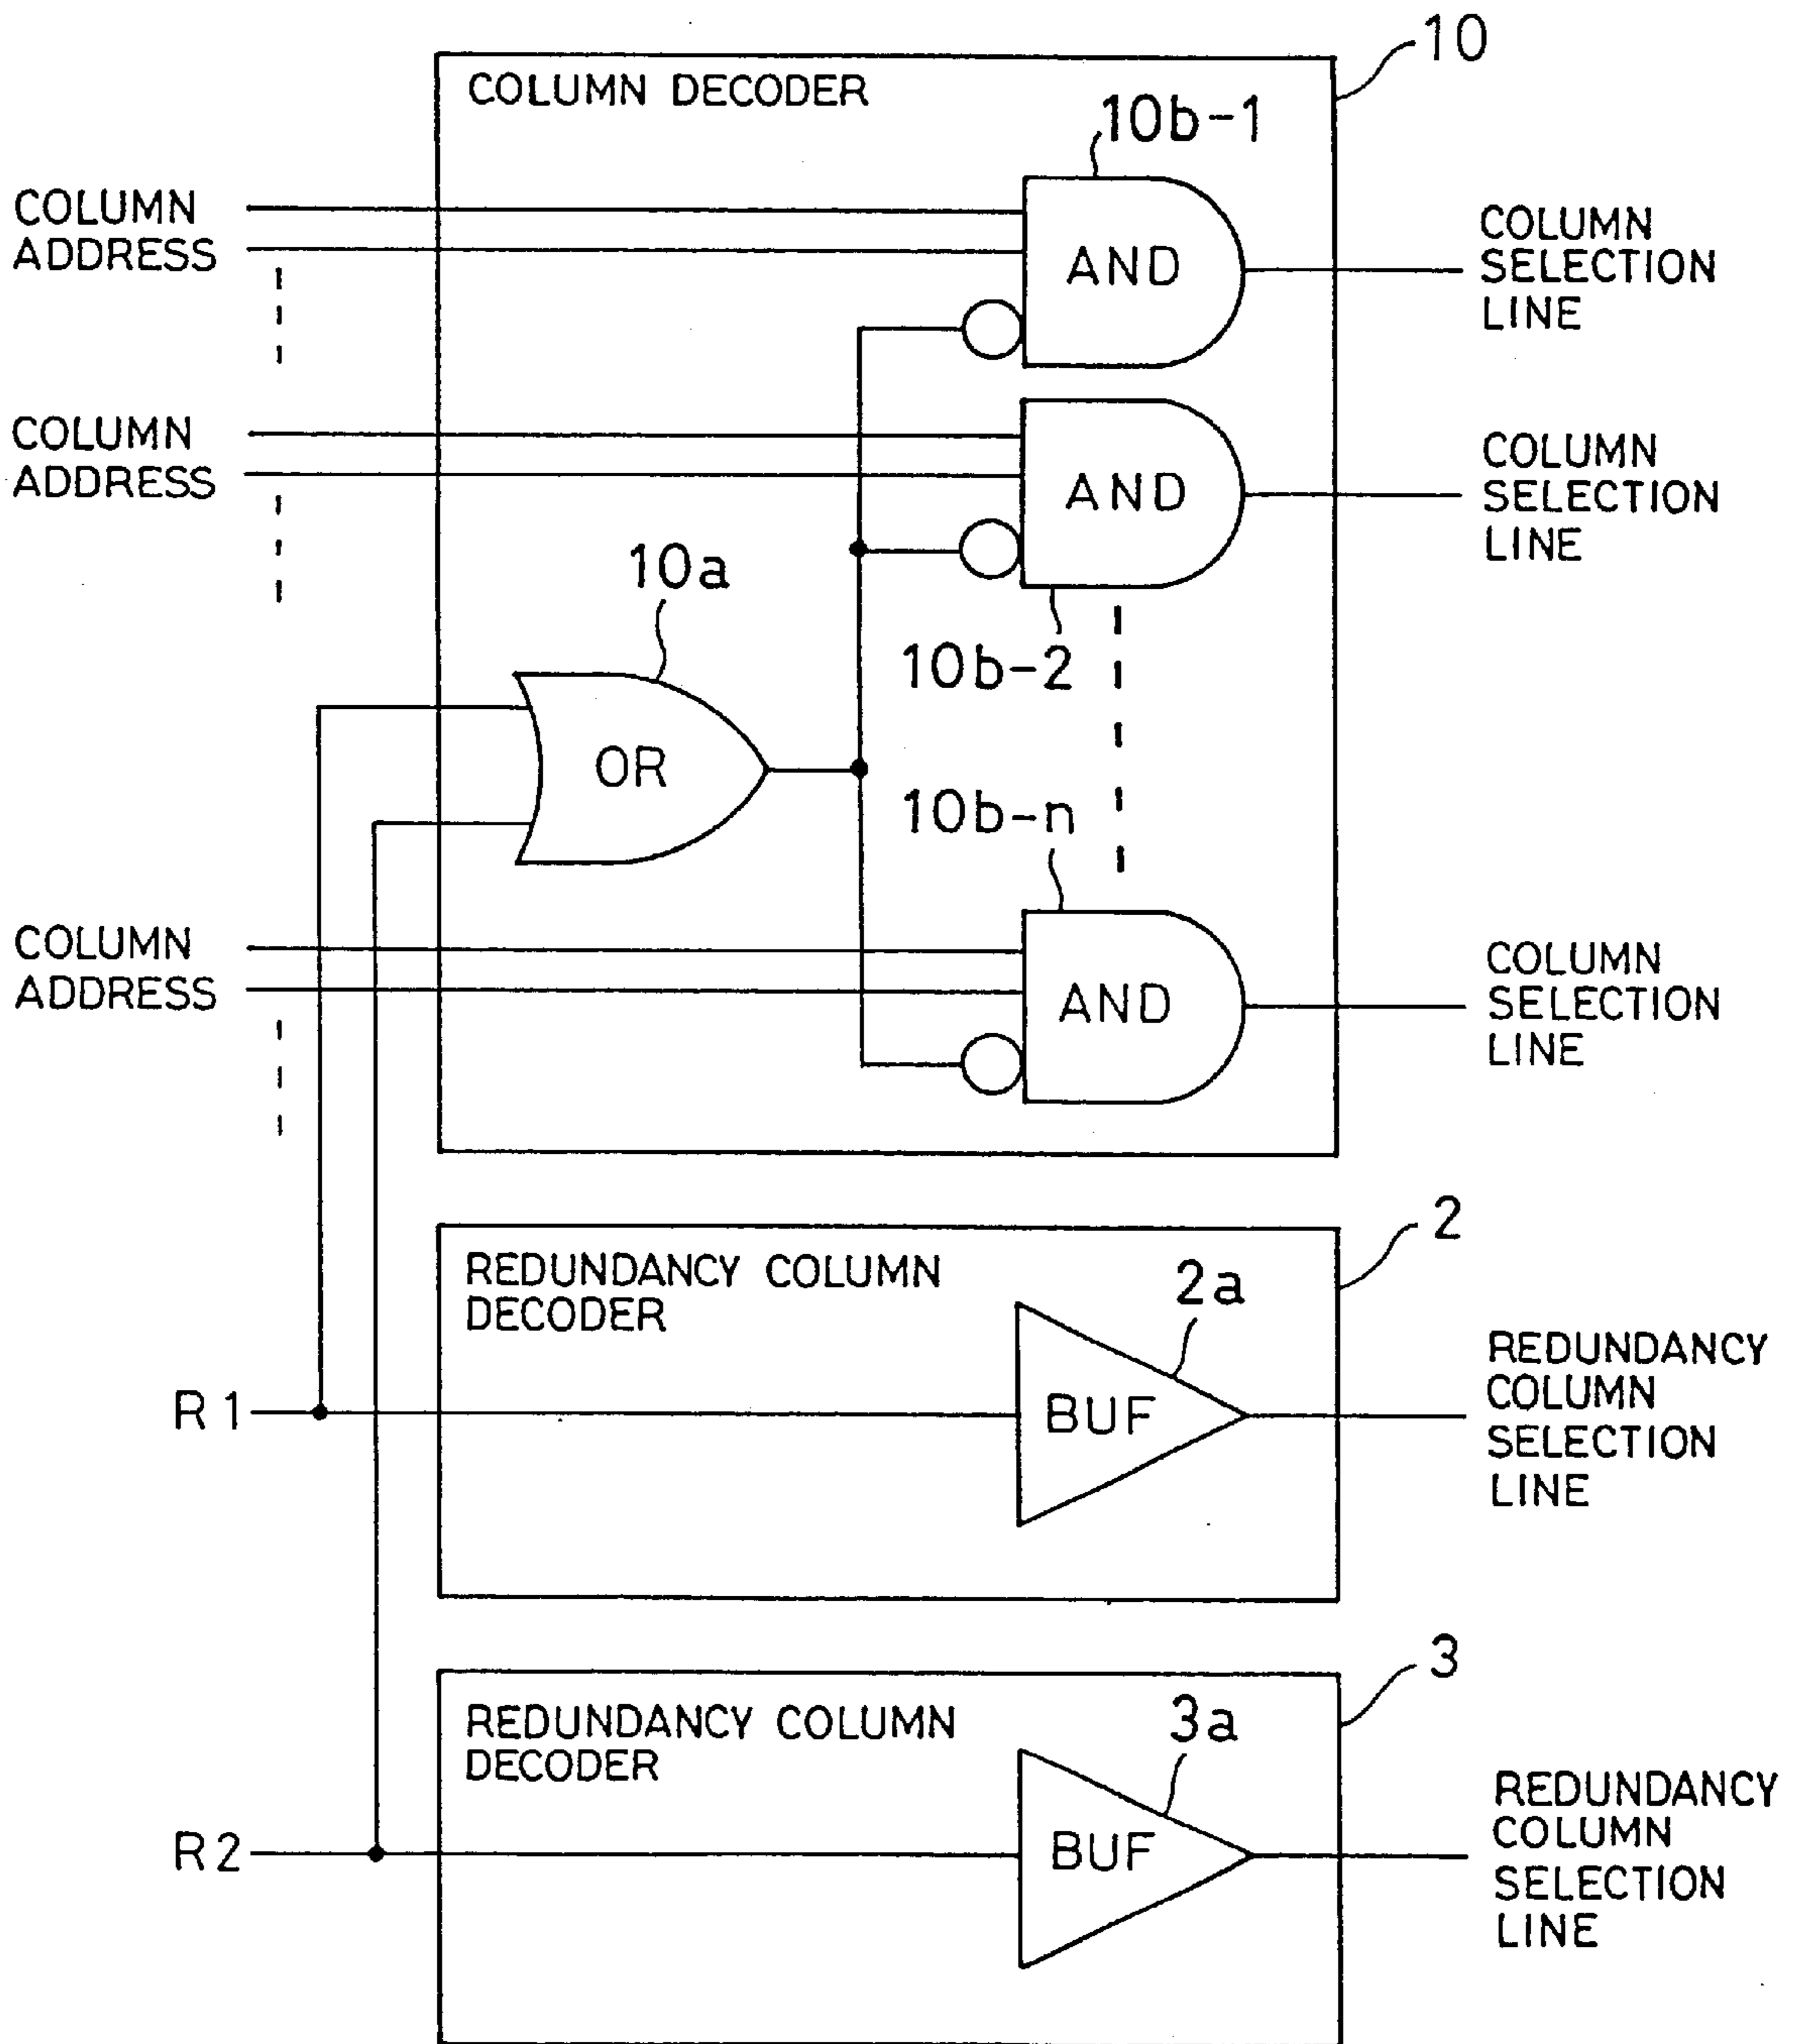 10
COLUMN DECODER
10b-1
COLUMN
ADDRESS
AND
COLUMN
SELECTION
LINE
COLUMN
ADDRESS
AND
COLUMN
SELECTION
LINE
10a
10b-2
OR
10b-n
COLUMN
ADDRESS
AND
COLUMN
SELECTION
LINE
2
REDUNDANCY COLUMN
DECODER
2a
R1
BUF
REDUNDANCY
COLUMN
SELECTION
LINE
3
REDUNDANCY COLUMN
DECODER
3a
R2
BUF
REDUNDANCY
COLUMN
SELECTION
LINE